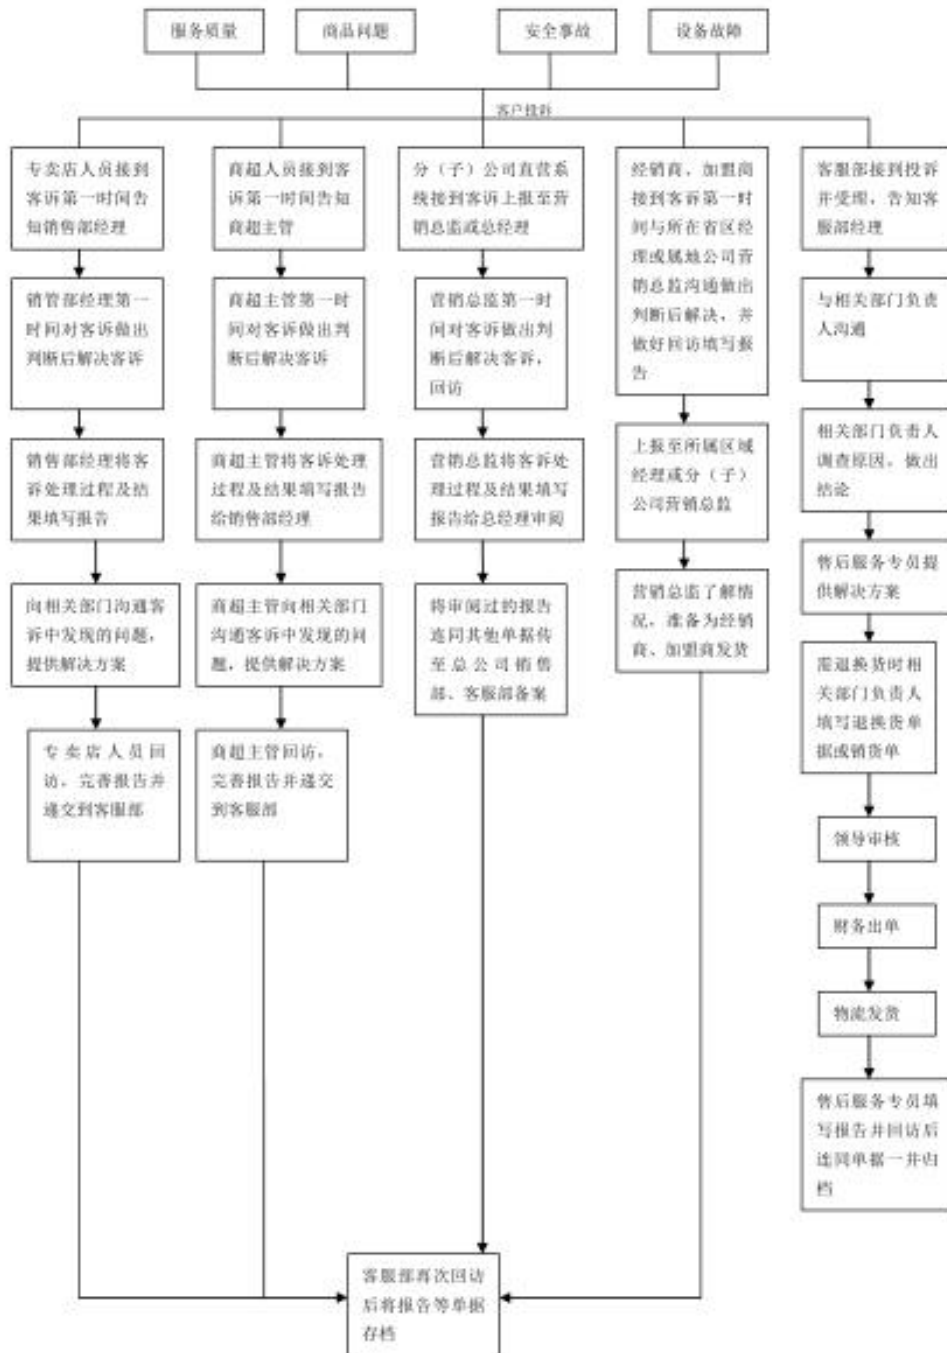 服务质量
商品问题
安全事故
设备故障
客户投诉
专卖店人员接到
客诉第一时间告
知销售部经理
销管部经理第一
时间对客诉做出
判断后解决客诉
销售部经理将客
诉处理过程及结
果填写报告
向相关部门沟通客
诉中发现的问题，
提供解决方案
专卖店人员回
访，完善报告并
递交到客服部
商超人员接到客
诉第一时间告知
商超主管
商超主管第一时
间对客诉做出判
断后解决客诉
商超主管将客诉处理
过程及结果填写报告
给销售部经理
商超主管向相关部门
沟通客诉中发现的问
题，提供解决方案
商超主管回访，
完善报告并递交
到客服部
分（子）公司直营系
统接到客诉上报至营
销总监或总经理
营销总监第一时
间对客诉做出判
断后解决客诉，
回访
营销总监将客诉处
理过程及结果填写
报告给总经理审阅
将审阅过的报告
连同其他单据传
至总公司销售
部、客服部备案
经销商、加盟商
接到客诉第一时
间与所在省区经
理或属地公司营
销总监沟通做出
判断后解决，并
做好回访填写报
告
上报至所属区域
经理或分（子）
公司营销总监
营销总监了解情
况，准备为经销
商、加盟商发货
客服部接到投诉
并受理，告知客
服部经理
与相关部门负责
人沟通
相关部门负责人
调查原因，做出
结论
售后服务专员提
供解决方案
需退换货时相
关部门负责人
填写退换货单
据或销货单
领导审核
财务出单
物流发货
售后服务专员填
写报告并回访后
连同单据一并归
档
客服部再次回访
后将报告等单据
存档